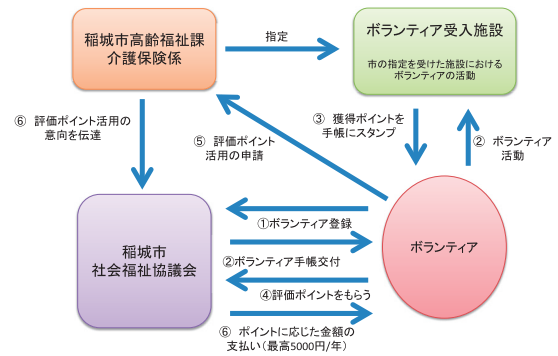 稲城市高齢福祉課
介護保険係
指定
ボランティア受入施設
市の指定を受けた施設における
ボランティアの活動
⑥ 評価ポイント活用の
意向を伝達
⑤ 評価ポイント
活用の申請
③ 獲得ポイントを
手帳にスタンプ
② ボランティア
活動
稲城市
社会福祉協議会
①ボランティア登録
②ボランティア手帳交付
④評価ポイントをもらう
⑥ ポイントに応じた金額の
支払い（最高5000円/年）
ボランティア